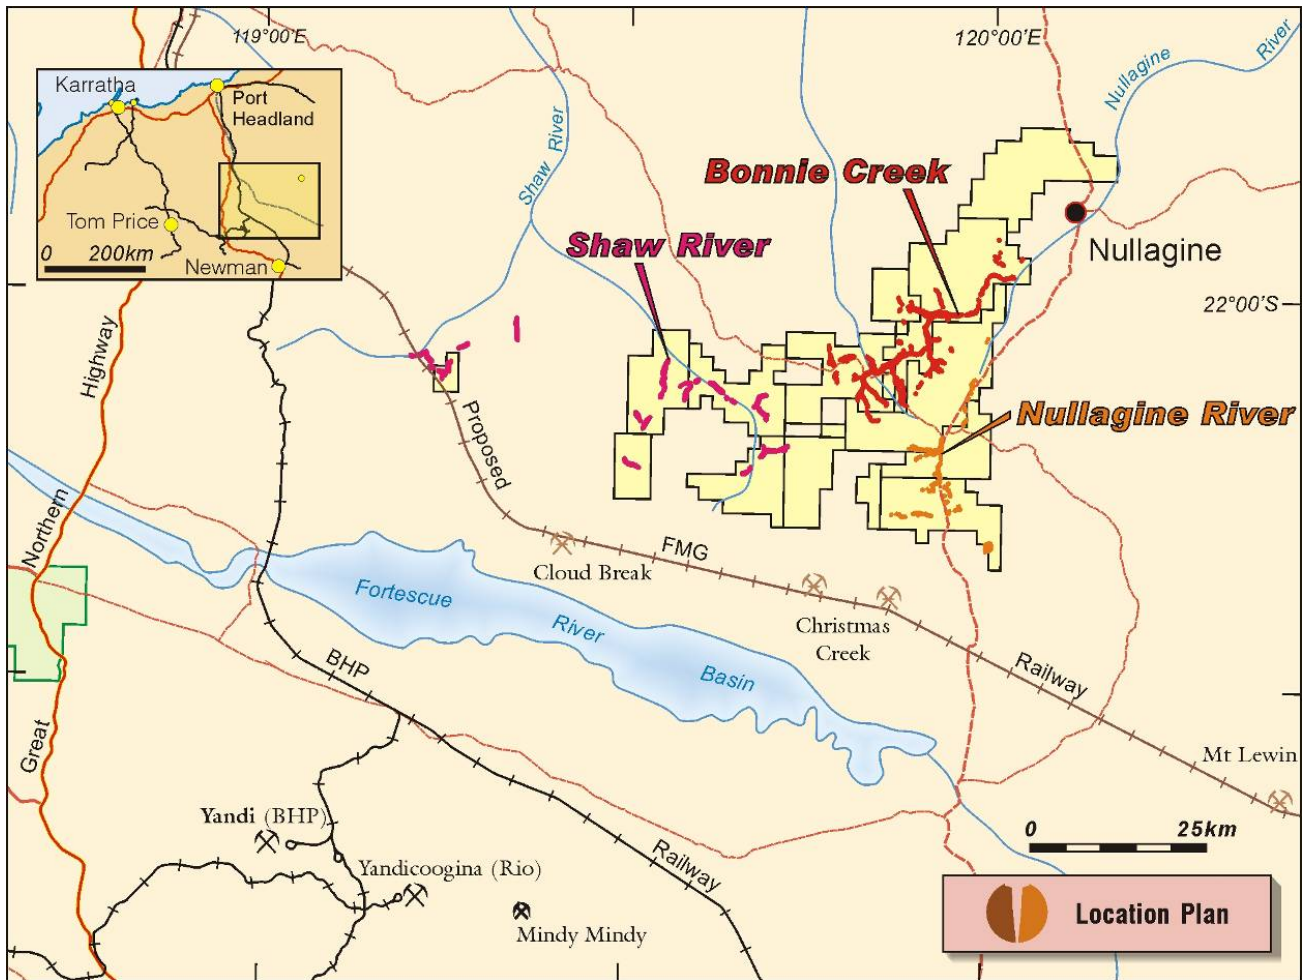 119°00'E
120°00'E
Nullagine
River
Karratha
Port
Headland
Tom Price
0 200km
Newman
Shaw River
Bonnie Creek
Shaw River
Nullagine
22°00'S
Highway
Proposed
Nullagine River
Northern
FMG
Cloud Break
Fortescue
River
Basin
Christmas
Creek
BHP
Railway
Great
Mt Lewin
Yandi (BHP)
0 25km
Railway
Yandicoogina (Rio)
Mindy Mindy
Location Plan